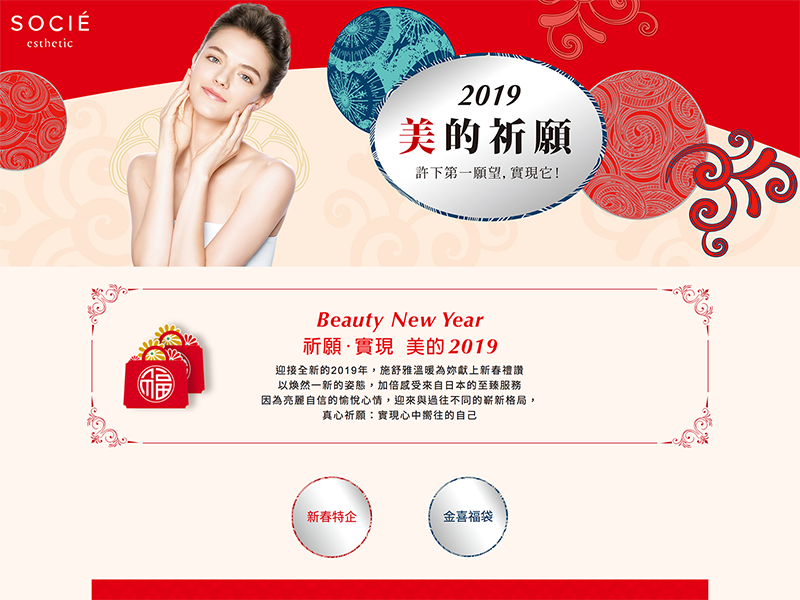 SOCIÉ
esthetic
2019
美的祈願
許下第一願望,實現它!
Beauty New Year
祈願·實現 美的2019
迎接全新的2019年,施舒雅溫暖為妳獻上新春禮讚
以煥然一新的姿態,加倍感受來自日本的至臻服務
因為亮麗自信的愉悅心情,迎來與過往不同的嶄新格局,
真心祈願:實現心中嚮往的自己
福
新春特企
金喜福袋